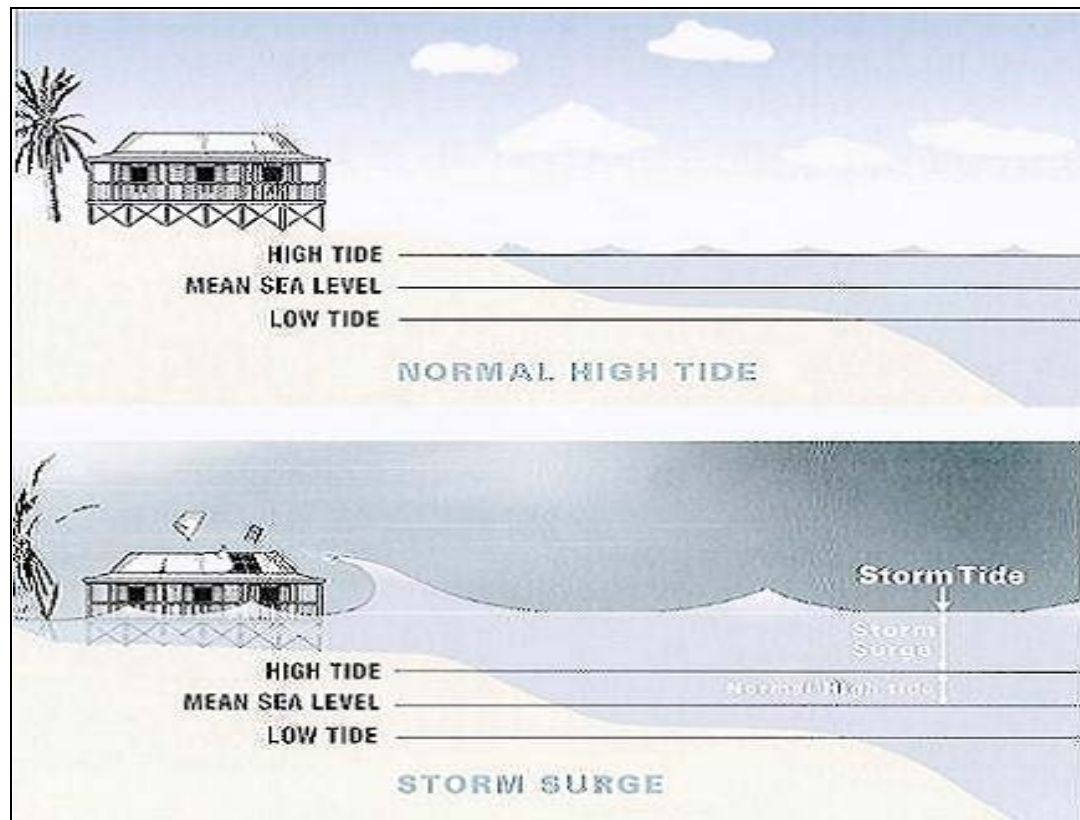 HIGH TIDE
MEAN SEA LEVEL
LOW TIDE
NORMAL HIGH TIDE
Storm Tide
Storm
Surge
HIGH TIDE
Normal High tide
MEAN SEA LEVEL
LOW TIDE
STORM SURGE